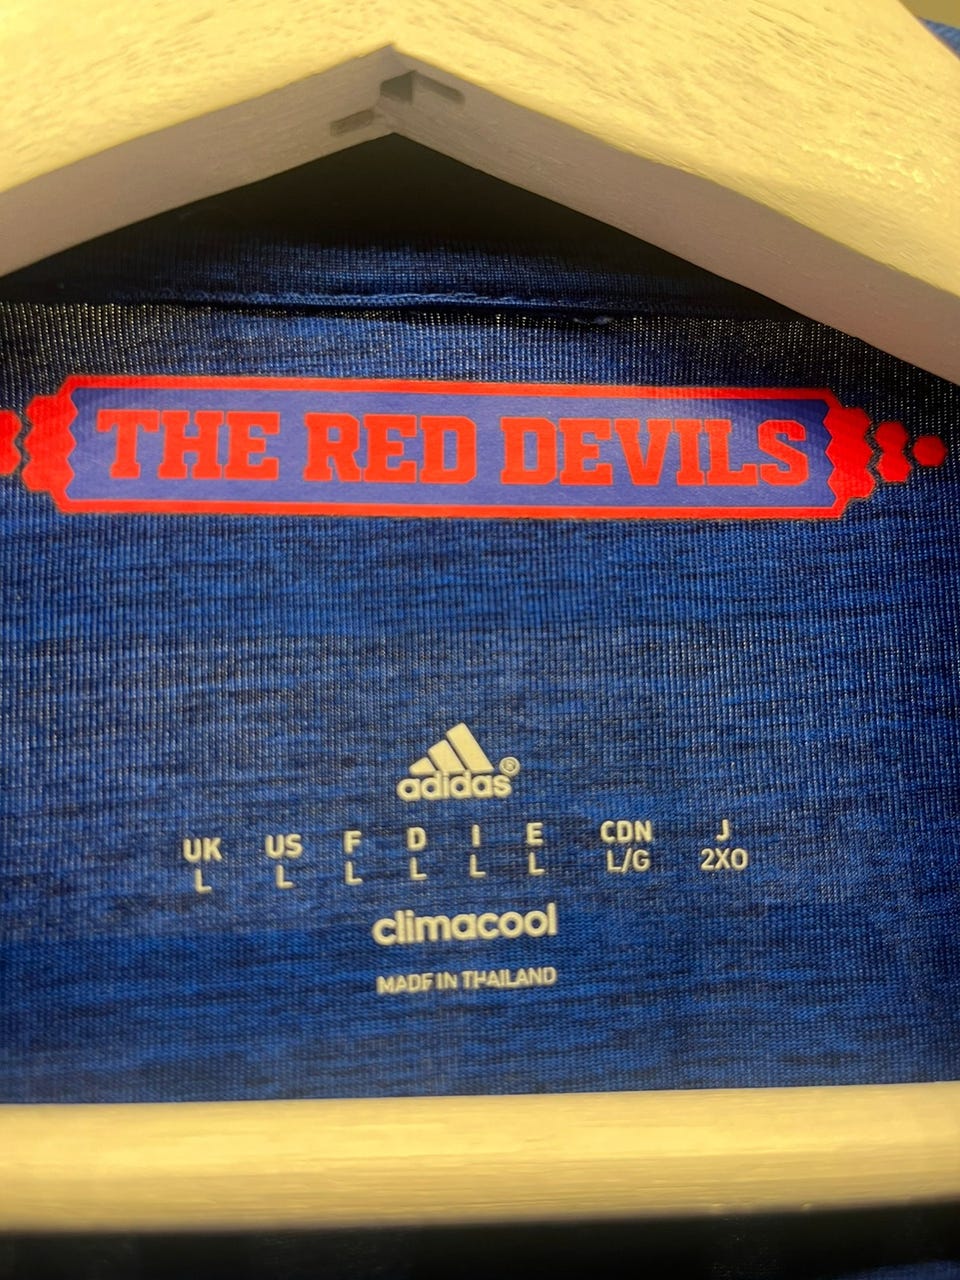 THE RED DEVILS
adidas®
UK US F D I E CDN J
L L L L L L L/G 2XO
climacool
MADE IN THAILAND